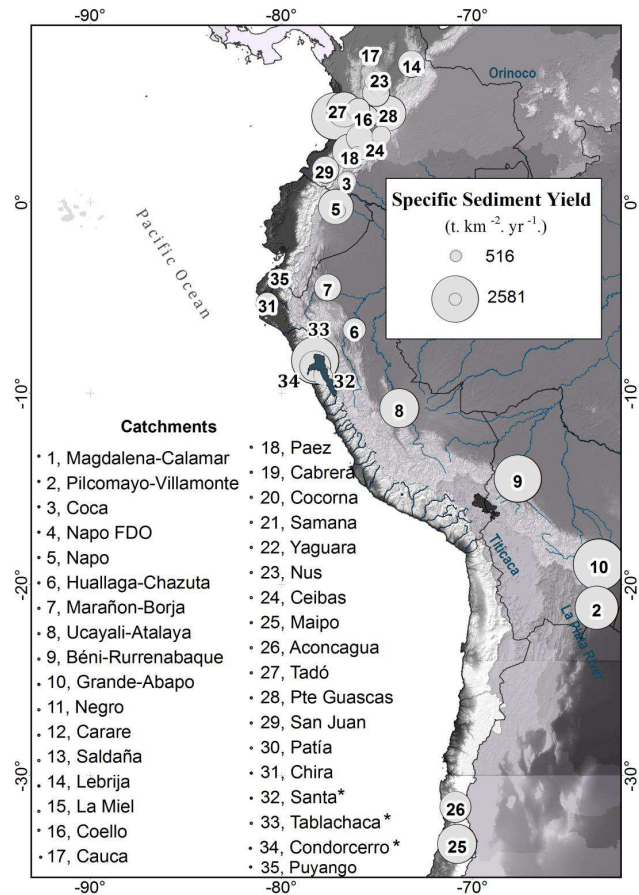 -90°
-80°
-70°
17
14
23
Orinoco
27
16
28
24
18
29
3
5
0°
0°
Pacific Ocean
Specific Sediment Yield
(t. km -2. yr -1.)
516
2581
35
31
7
33
6
34
32
8
-10°
-10°
9
Titicaca
10
2
La Plata River
-20°
-20°
-30°
-30°
26
25
Catchments
1, Magdalena-Calamar
2, Pilcomayo-Villamonte
3, Coca
4, Napo FDO
5, Napo
6, Huallaga-Chazuta
7, Marañon-Borja
8, Ucayali-Atalaya
9, Béni-Rurrenabaque
10, Grande-Abapo
11, Negro
12, Carare
13, Saldaña
14, Lebrija
15, La Miel
16, Coello
17, Cauca
18, Paez
19, Cabrera
20, Cocorna
21, Samana
22, Yaguara
23, Nus
24, Ceibas
25, Maipo
26, Aconcagua
27, Tadó
28, Pte Guascas
29, San Juan
30, Patía
31, Chira
32, Santa*
33, Tablachaca*
34, Condorcerro*
35, Puyango
-90°
-80°
-70°